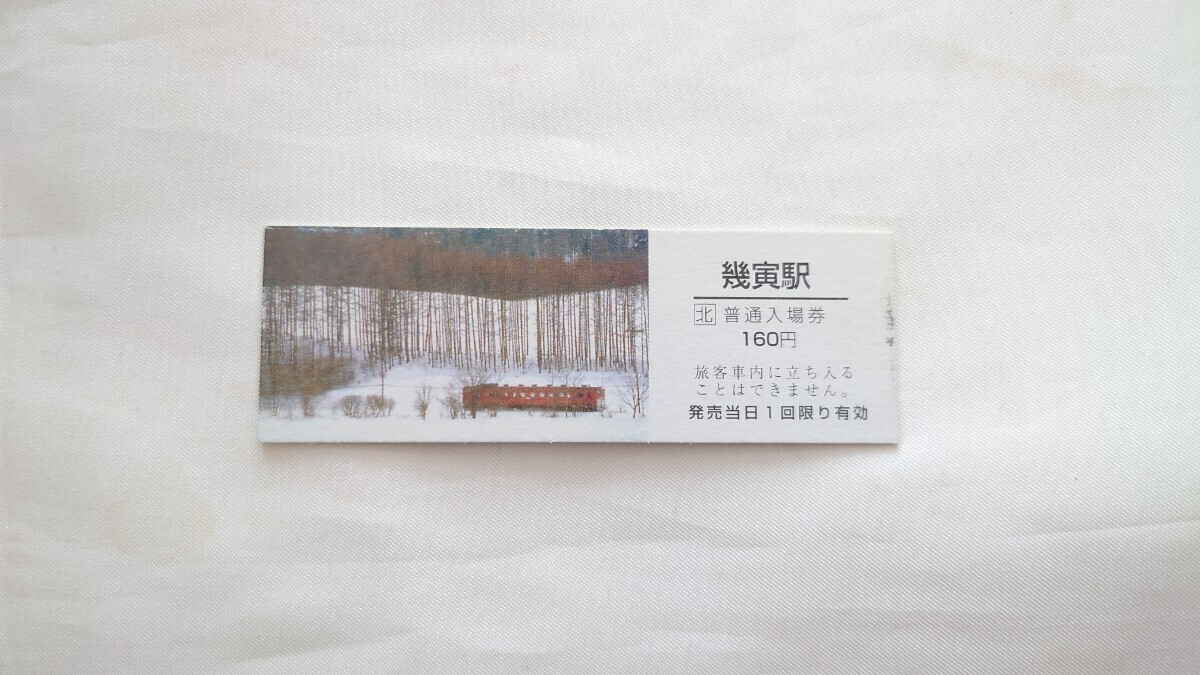 幾寅駅
北 普通入場券
160円
旅客車内に立ち入る
ことはできません。
発売当日1回限り有効